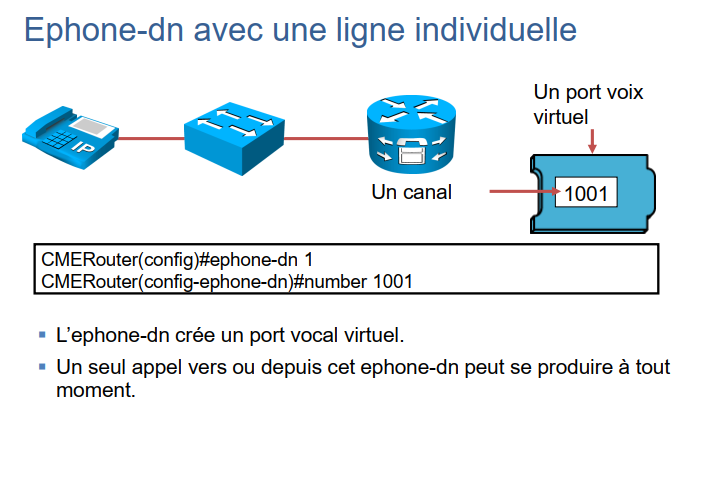 Ephone-dn avec une ligne individuelle
Un port voix
virtuel
IP
Un canal
1001
CMERouter(config)#ephone-dn 1
CMERouter(config-ephone-dn)#number 1001
L'ephone-dn crée un port vocal virtuel.
Un seul appel vers ou depuis cet ephone-dn peut se produire à tout
moment.